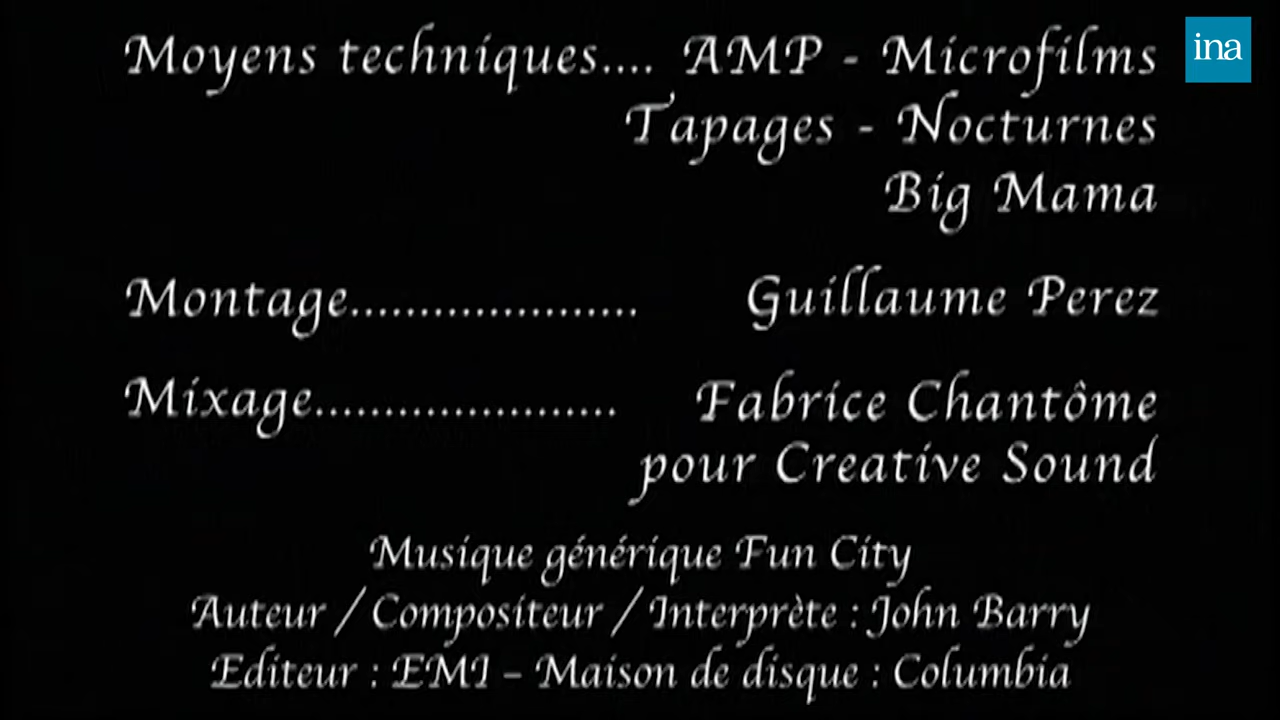 ina
Moyens techniques.... AMP - Microfilms
Tapages - Nocturnes
Big Mama
Montage..................... Guillaume Perez
Mixage...................... Fabrice Chantôme
pour Creative Sound
Musique générique Fun City
Auteur / Compositeur / Interprète : John Barry
Editeur : EMI – Maison de disque : Columbia